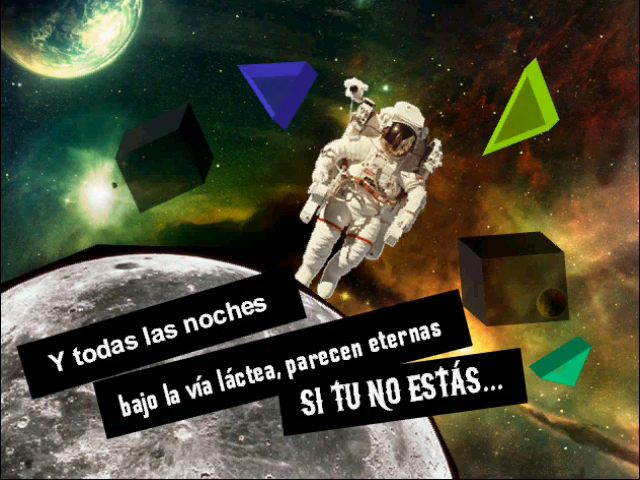 Y todas las noches
bajo la vía láctea, parecen eternas
SI TU NO ESTÁS...